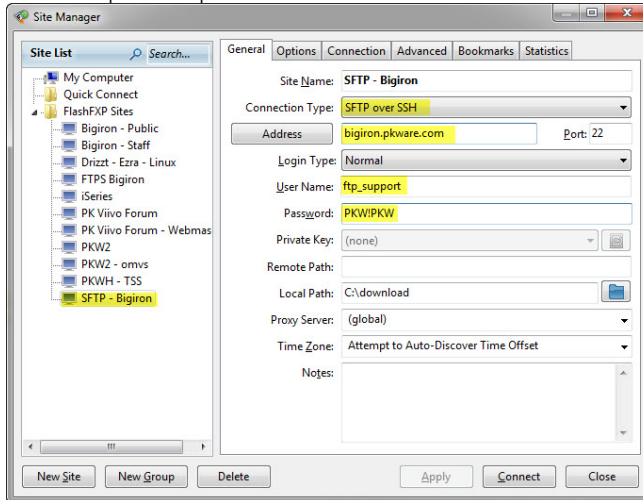 Site Manager
Site List
Search...
My Computer
Quick Connect
FlashFXP Sites
Bigiron - Public
Bigiron - Staff
Drizzt - Ezra - Linux
FTPS Bigiron
iSeries
PK Viivo Forum
PK Viivo Forum - Webmas
PKW2
PKW2 - omvs
PKWH - TSS
SFTP - Bigiron
General Options Connection Advanced Bookmarks Statistics
Site Name: SFTP - Bigiron
Connection Type: SFTP over SSH
Address bigiron.pkware.com Port: 22
Login Type: Normal
User Name: ftp_support
Password: PKW!PKW
Private Key: (none)
Remote Path:
Local Path: C:\download
Proxy Server: (global)
Time Zone: Attempt to Auto-Discover Time Offset
Notes:
New Site New Group Delete Apply Connect Close